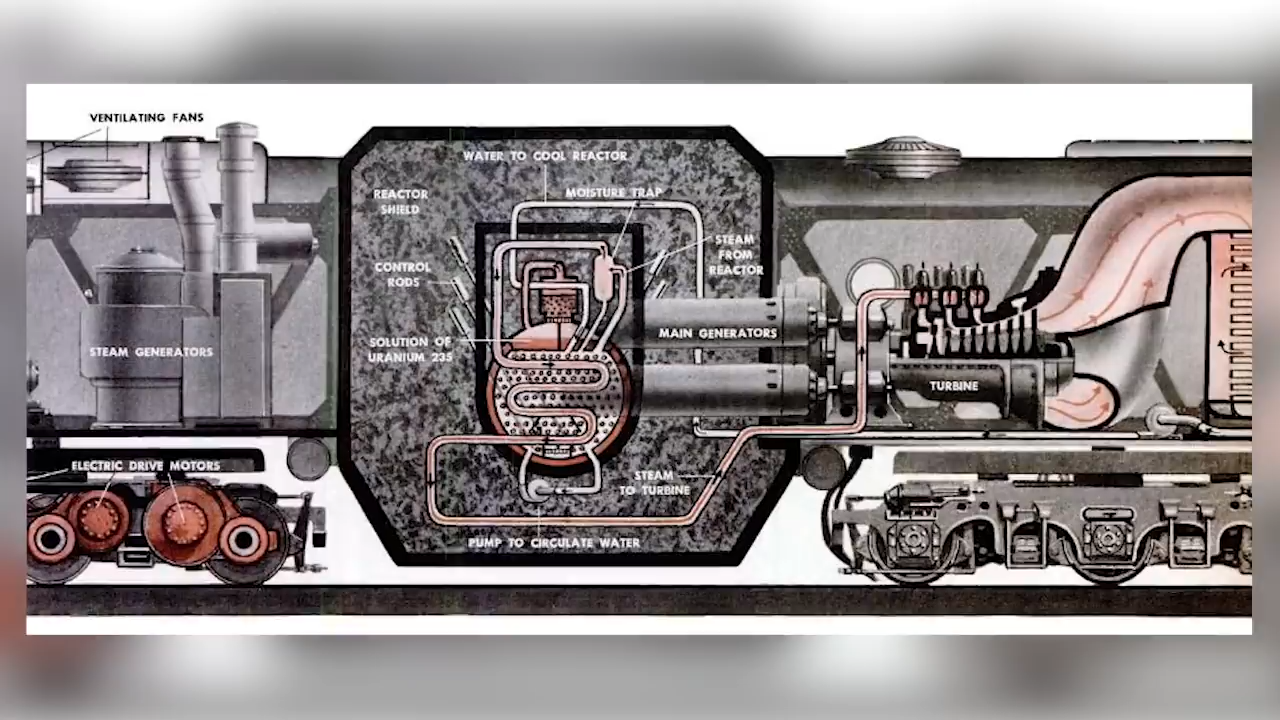 VENTILATING FANS
WATER TO COOL REACTOR
REACTOR
SHIELD
MOISTURE TRAP
STEAM
FROM
REACTOR
CONTROL
RODS
MAIN GENERATORS
SOLUTION OF
URANIUM 235
STEAM GENERATORS
TURBINE
ELECTRIC DRIVE MOTORS
STEAM
TO TURBINE
PUMP TO CIRCULATE WATER